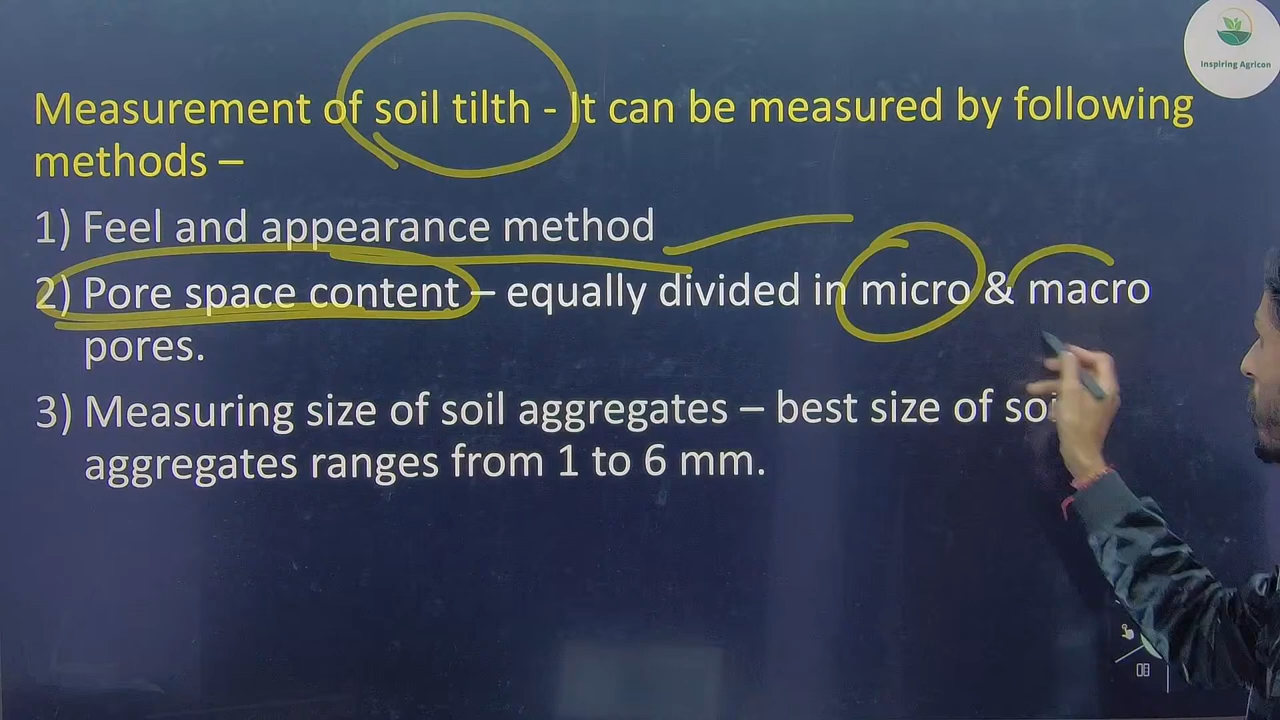 Inspiring Agricon
Measurement of soil tilth - It can be measured by following
methods –
1) Feel and appearance method
2) Pore space content – equally divided in micro & macro
pores.
3) Measuring size of soil aggregates – best size of soi
aggregates ranges from 1 to 6 mm.